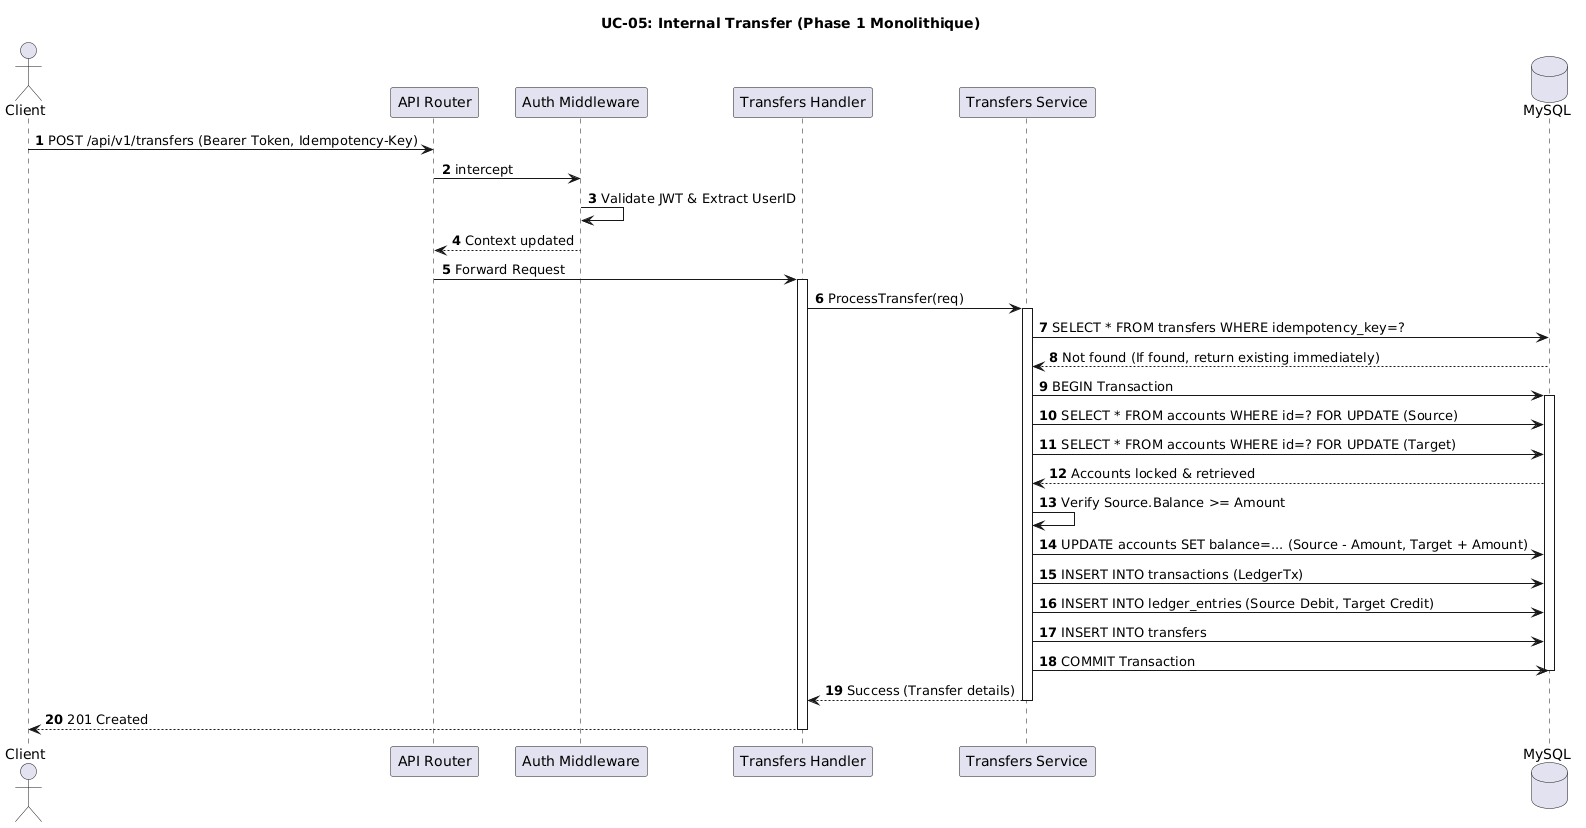 UC-05: Internal Transfer (Phase 1 Monolithique)
Client
API Router
Auth Middleware
Transfers Handler
Transfers Service
MySQL
1 POST /api/v1/transfers (Bearer Token, Idempotency-Key)
2 intercept
3 Validate JWT & Extract UserID
4 Context updated
5 Forward Request
6 ProcessTransfer(req)
7 SELECT * FROM transfers WHERE idempotency_key=?
8 Not found (If found, return existing immediately)
9 BEGIN Transaction
10 SELECT * FROM accounts WHERE id=? FOR UPDATE (Source)
11 SELECT * FROM accounts WHERE id=? FOR UPDATE (Target)
12 Accounts locked & retrieved
13 Verify Source.Balance >= Amount
14 UPDATE accounts SET balance=... (Source - Amount, Target + Amount)
15 INSERT INTO transactions (LedgerTx)
16 INSERT INTO ledger_entries (Source Debit, Target Credit)
17 INSERT INTO transfers
18 COMMIT Transaction
19 Success (Transfer details)
20 201 Created
Client
API Router
Auth Middleware
Transfers Handler
Transfers Service
MySQL